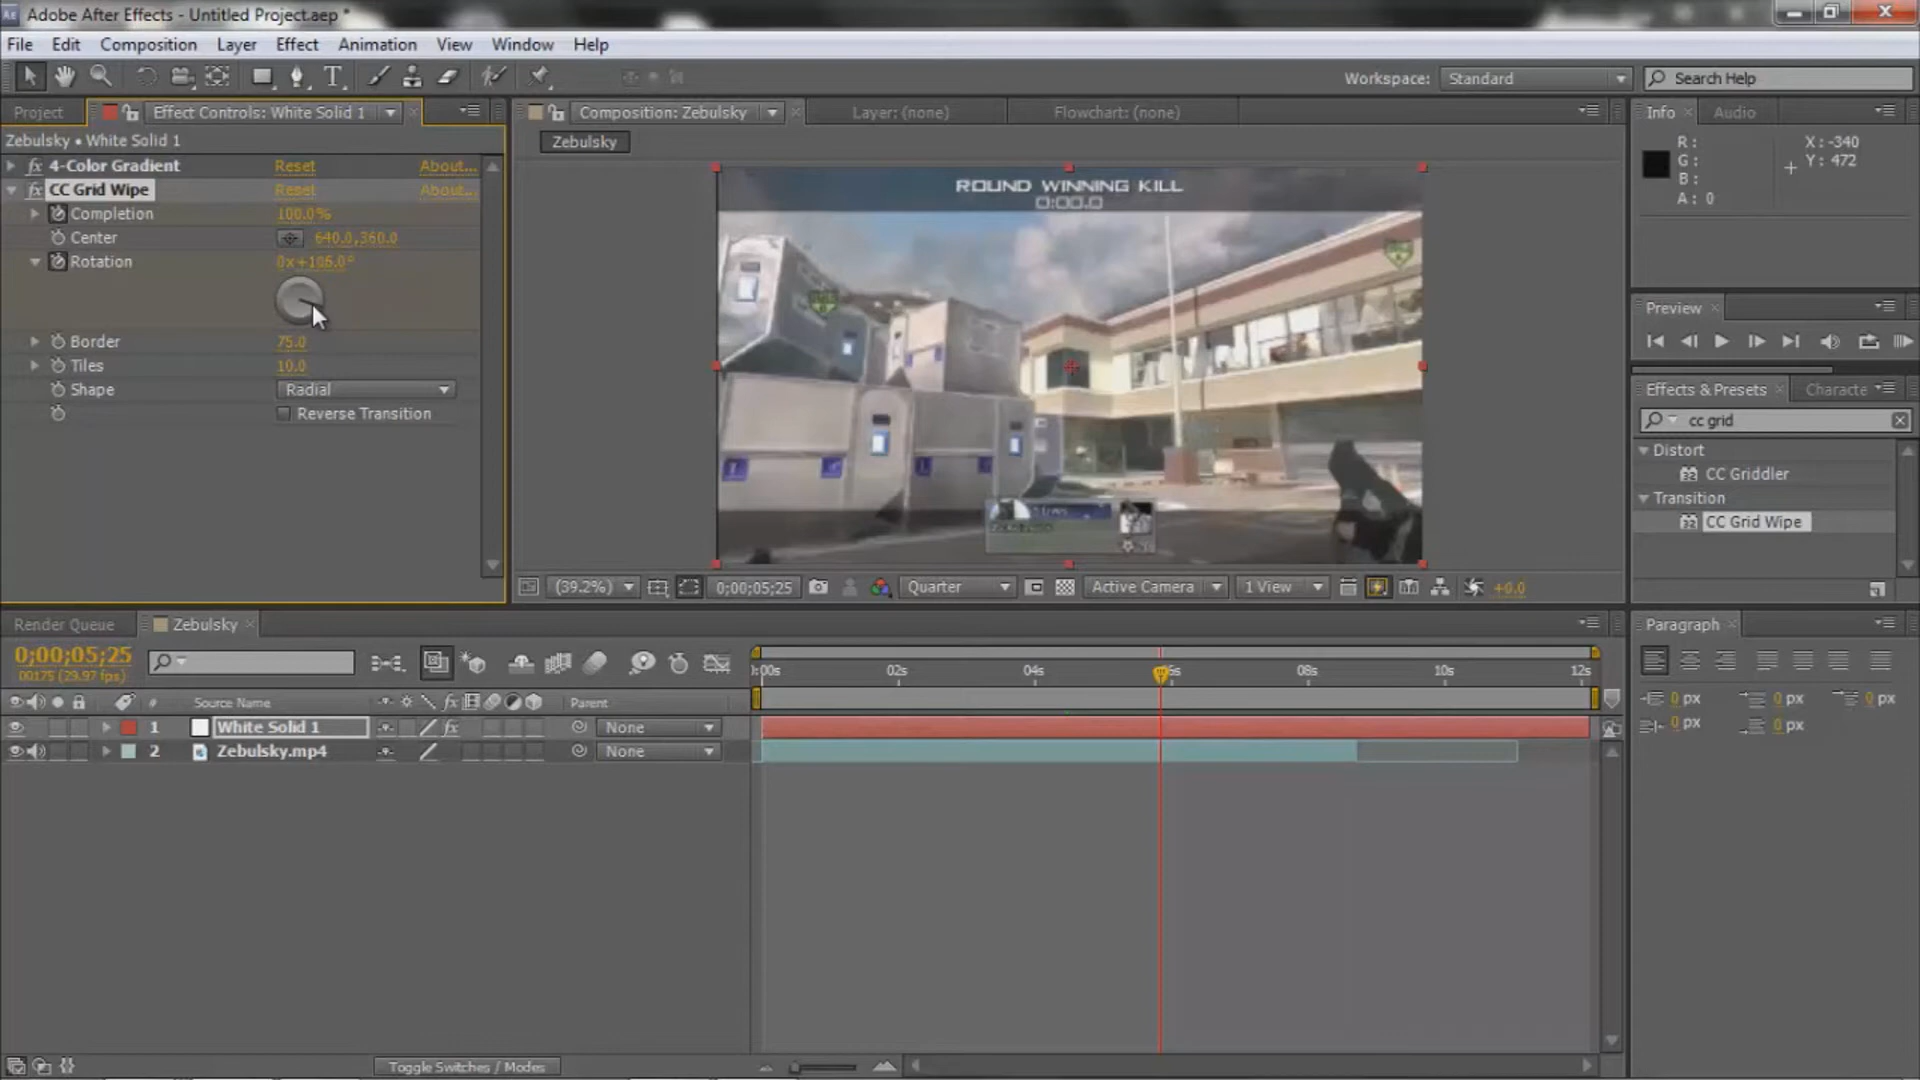 Adobe After Effects - Untitled Project.aep *
File Edit Composition Layer Effect Animation View Window Help
Workspace: Standard
Search Help
Project Effect Controls: White Solid 1
Composition: Zebulsky Layer: (none) Flowchart: (none)
Info Audio
Zebulsky • White Solid 1
Zebulsky
R: X: -340
G: Y: 472
B:
A: 0
4-Color Gradient Reset About...
CC Grid Wipe Reset About...
Completion 100.0%
Center 640.0,360.0
Rotation 0x+105.0°
Border 75.0
Tiles 10.0
Shape Radial
Reverse Transition
ROUND WINNING KILL
0:00.0
Preview
Effects & Presets Characte
cc grid
Distort
CC Griddler
Transition
CC Grid Wipe
(39.2%) 0;00;05;25 Quarter Active Camera 1 View +0.0
Render Queue Zebulsky
Paragraph
0;00;05;25
00175 (29.97 fps)
:00s 02s 04s 08s 10s 12s
# Source Name Parent
1 White Solid 1 None
2 Zebulsky.mp4 None
0 px 0 px 0 px
0 px 0 px
Toggle Switches / Modes